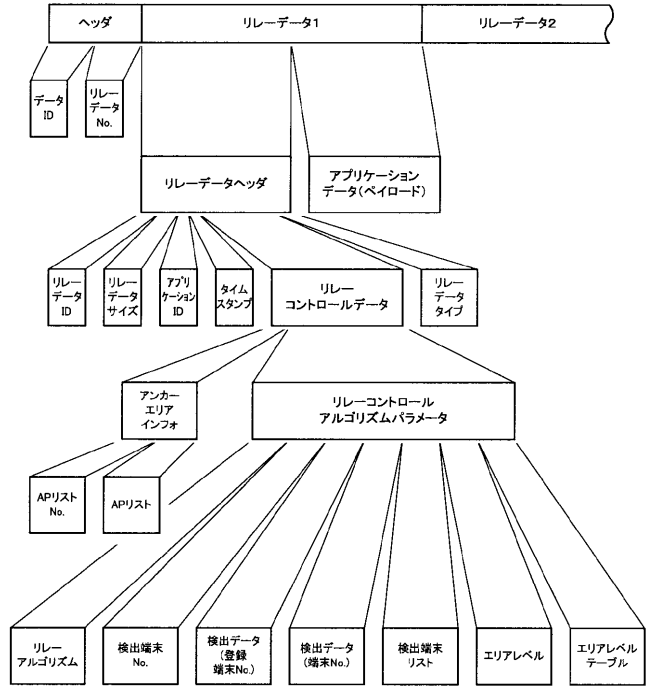 ヘッダ
リレーデータ1
リレーデータ2
データ
ID
リレー
データ
No.
リレーデータヘッダ
アプリケーション
データ(ペイロード)
リレー
データ
ID
リレー
データ
サイズ
アプリ
ケーション
ID
タイム
スタンプ
リレー
コントロールデータ
リレー
データ
タイプ
アンカー
エリア
インフォ
リレーコントロール
アルゴリズムパラメータ
APリスト
No.
APリスト
リレー
アルゴリズム
検出端末
No.
検出データ
(登録
端末No.)
検出データ
(端末No.)
検出端末
リスト
エリアレベル
エリアレベル
テーブル